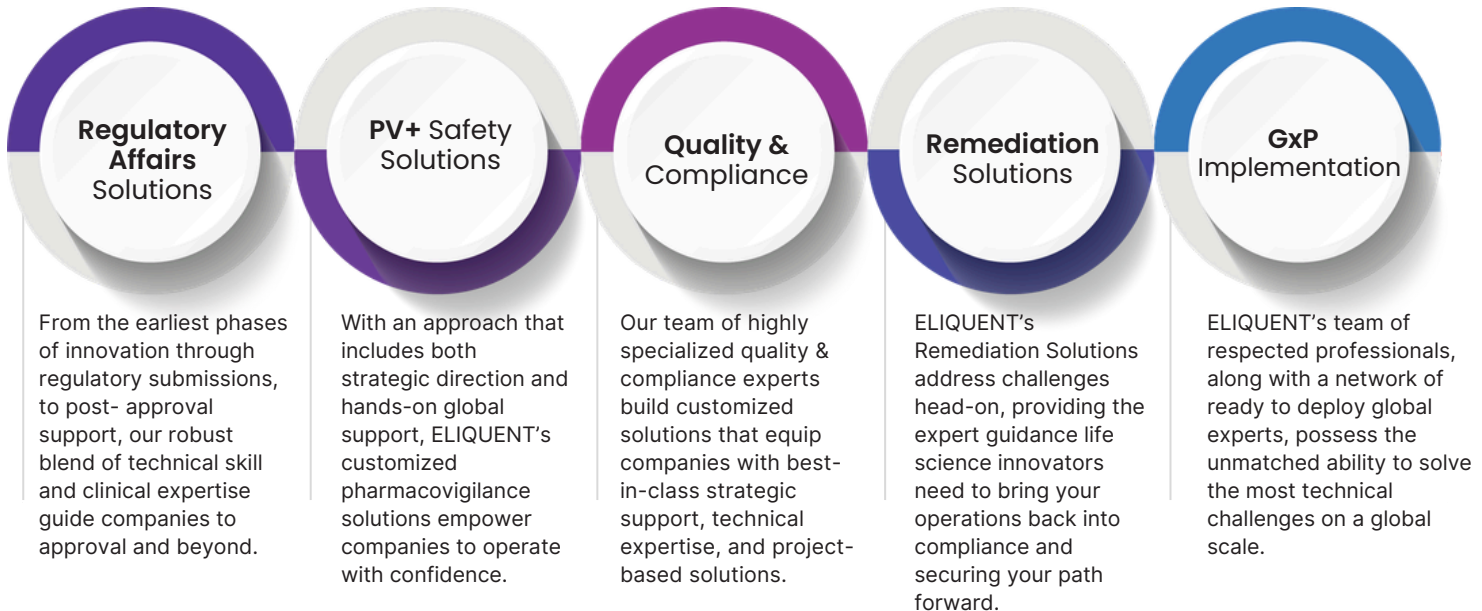 Regulatory
Affairs
Solutions
From the earliest phases
of innovation through
regulatory submissions,
to post- approval
support, our robust
blend of technical skill
and clinical expertise
guide companies to
approval and beyond.
PV+ Safety
Solutions
With an approach that
includes both
strategic direction and
hands-on global
support, ELIQUENT’s
customized
pharmacovigilance
solutions empower
companies to operate
with confidence.
Quality &
Compliance
Our team of highly
specialized quality &
compliance experts
build customized
solutions that equip
companies with best-
in-class strategic
support, technical
expertise, and project-
based solutions.
Remediation
Solutions
ELIQUENT’s
Remediation Solutions
address challenges
head-on, providing the
expert guidance life
science innovators
need to bring your
operations back into
compliance and
securing your path
forward.
GxP
Implementation
ELIQUENT’s team of
respected professionals,
along with a network of
ready to deploy global
experts, possess the
unmatched ability to solve
the most technical
challenges on a global
scale.